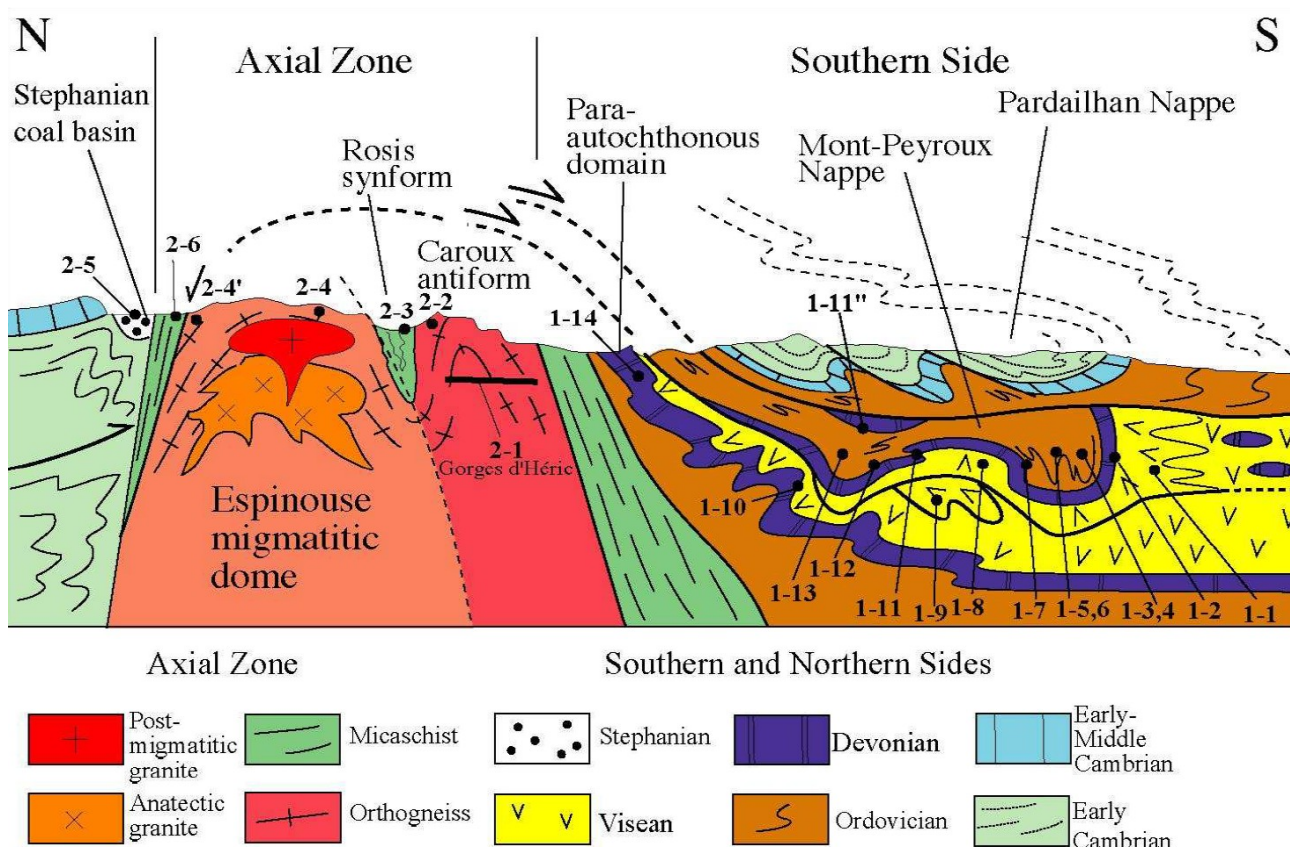 N
S
Axial Zone
Southern Side
Stephanian
coal basin
Rosis
synform
Para-
autochthonous
domain
Pardailhan Nappe
Mont-Peyroux
Nappe
Caroux
antiform
2-6
2-5
2-4'
2-4
2-3
2-2
1-14
1-11"
2-1
Gorges d'Héric
Espinouse
migmatitic
dome
1-10
1-13
1-12
1-11
1-9
1-8
1-7
1-5,6
1-3,4
1-2
1-1
Axial Zone
Southern and Northern Sides
Post-
migmatitic
granite
Micaschist
Stephanian
Devonian
Early-
Middle
Cambrian
Anatectic
granite
Orthogneiss
Visean
Ordovician
Early
Cambrian